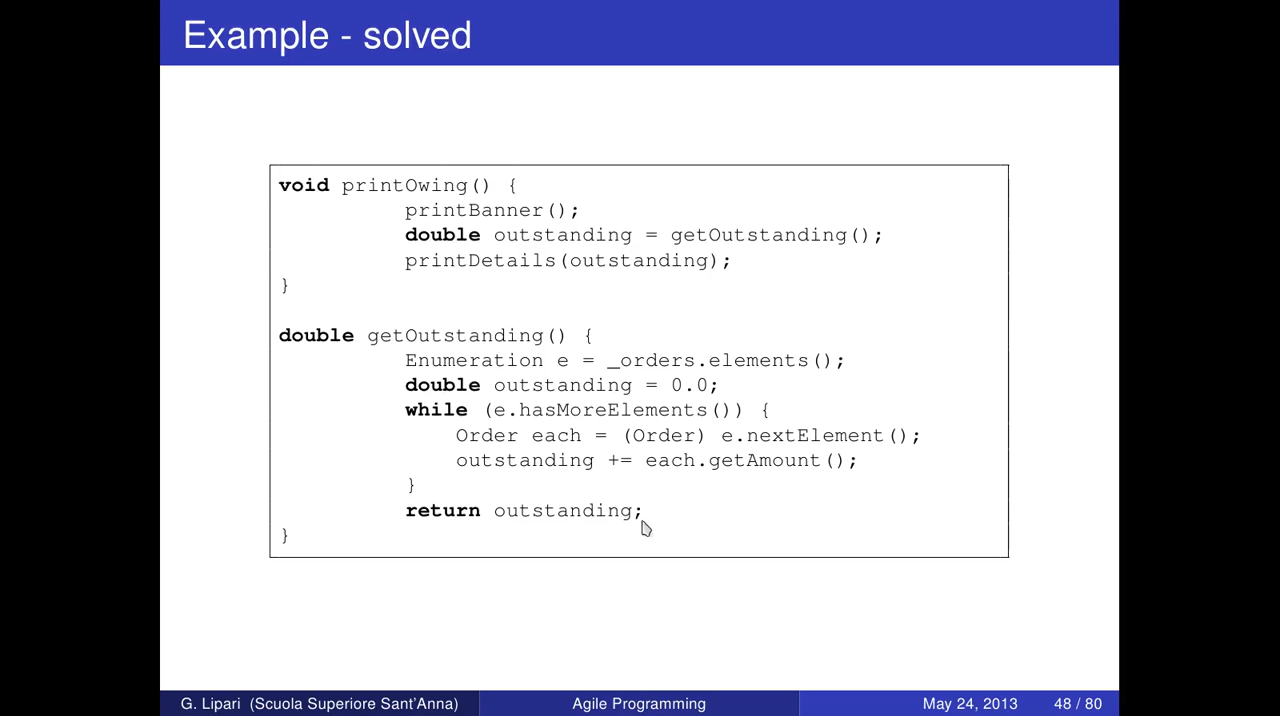 Example - solved
void printOwing() {
printBanner();
double outstanding = getOutstanding();
printDetails(outstanding);
}
double getOutstanding() {
Enumeration e = _orders.elements();
double outstanding = 0.0;
while (e.hasMoreElements()) {
Order each = (Order) e.nextElement();
outstanding += each.getAmount();
}
return outstanding;
}
G. Lipari (Scuola Superiore Sant'Anna) Agile Programming May 24, 2013 48 / 80